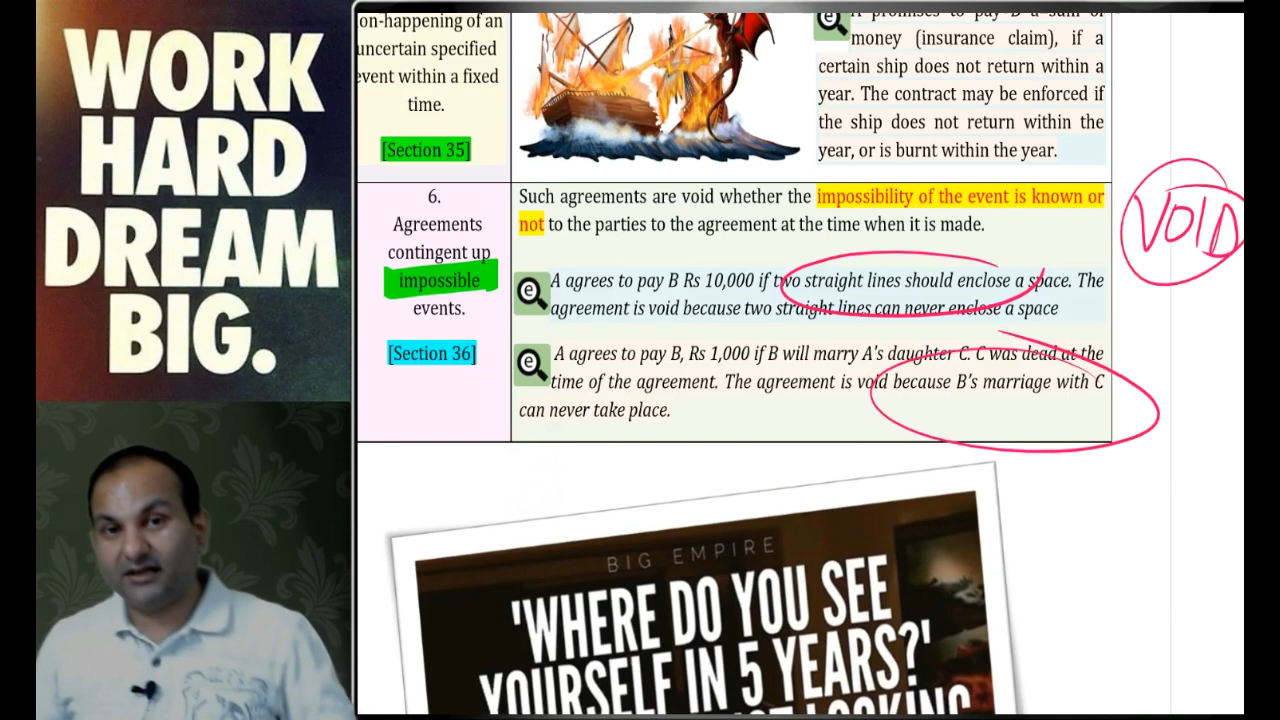 WORK
HARD
DREAM
BIG.
on-happening of an
uncertain specified
event within a fixed
time.
[Section 35]
A promises to pay B a sum of
money (insurance claim), if a
certain ship does not return within a
year. The contract may be enforced if
the ship does not return within the
year, or is burnt within the year.
6.
Agreements
contingent up
impossible
events.
[Section 36]
Such agreements are void whether the impossibility of the event is known or
not to the parties to the agreement at the time when it is made.
A agrees to pay B Rs 10,000 if two straight lines should enclose a space. The
agreement is void because two straight lines can never enclose a space
A agrees to pay B, Rs 1,000 if B will marry A's daughter C. C was dead at the
time of the agreement. The agreement is void because B's marriage with C
can never take place.
VOID
BIG EMPIRE
'WHERE DO YOU SEE
YOURSELF IN 5 YEARS?'
LOOKING